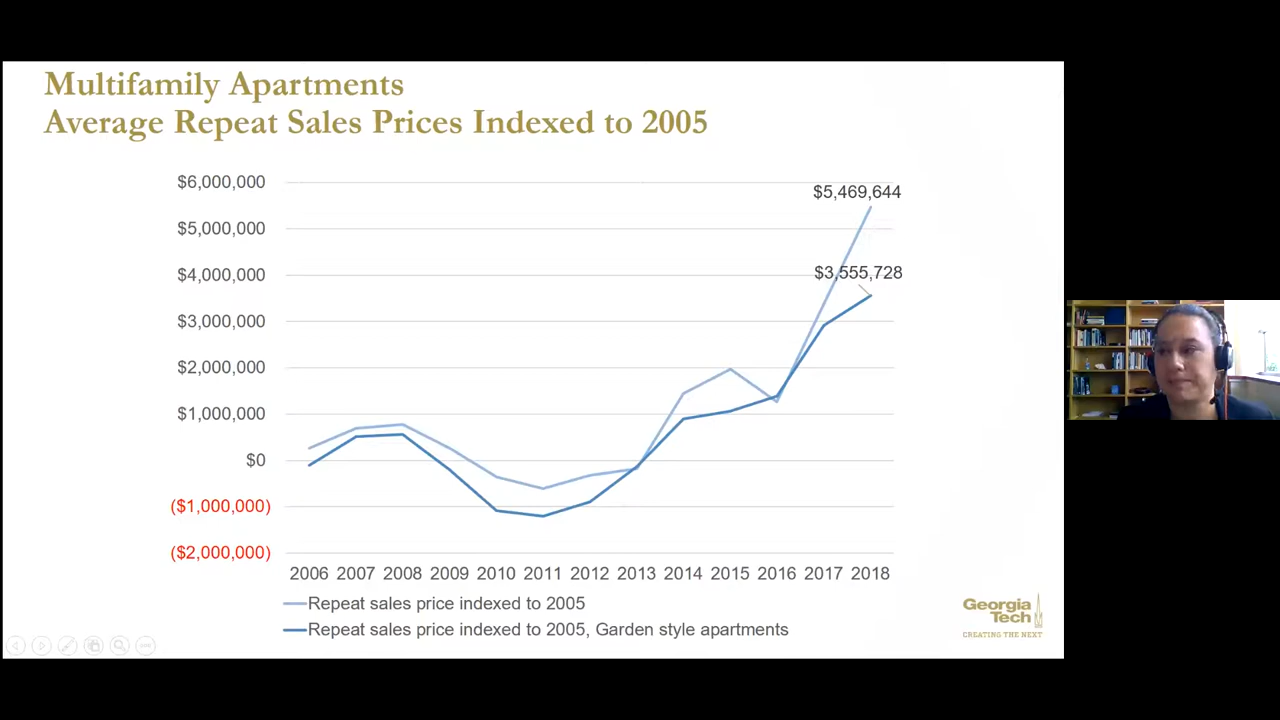 Multifamily Apartments
Average Repeat Sales Prices Indexed to 2005
$6,000,000
$5,000,000
$4,000,000
$3,000,000
$2,000,000
$1,000,000
$0
($1,000,000)
($2,000,000)
$5,469,644
$3,555,728
2006 2007 2008 2009 2010 2011 2012 2013 2014 2015 2016 2017 2018
Repeat sales price indexed to 2005
Repeat sales price indexed to 2005, Garden style apartments
Georgia
Tech
CREATING THE NEXT